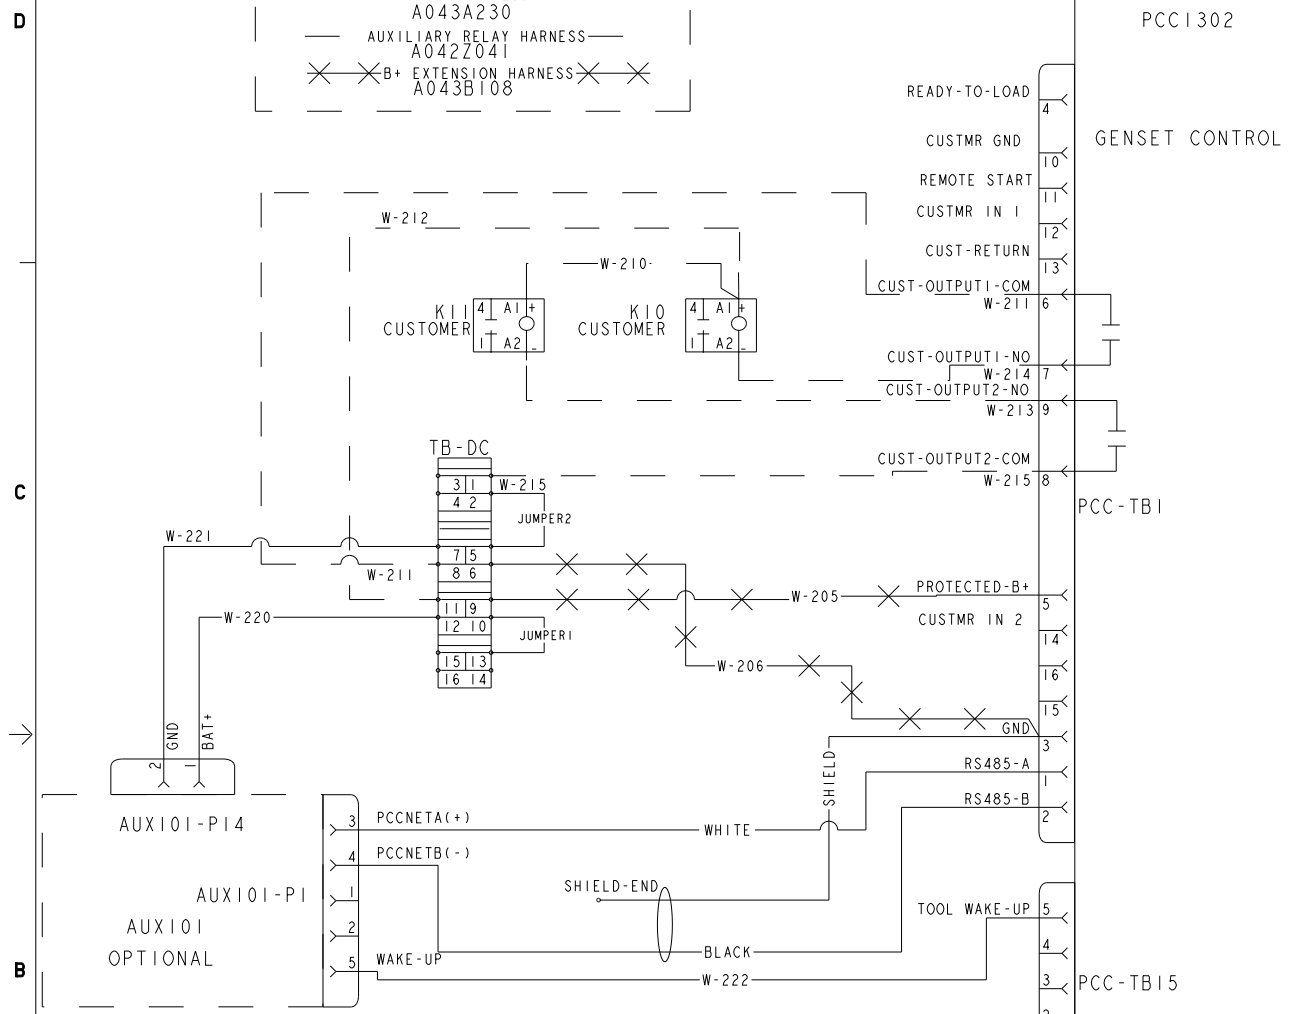 D
A043A230
PCC1302
AUXILIARY RELAY HARNESS
A042Z041
B+ EXTENSION HARNESS
A043B108
READY-TO-LOAD
4
CUSTMR GND
GENSET CONTROL
10
REMOTE START
11
CUSTMR IN 1
W-212
12
CUST-RETURN
W-210
13
CUST-OUTPUT1-COM
W-211 6
K11
CUSTOMER
4 A1 +
1 A2 -
K10
CUSTOMER
4 A1 +
1 A2 -
CUST-OUTPUT1-NO
W-214 7
CUST-OUTPUT2-NO
W-213 9
TB-DC
CUST-OUTPUT2-COM
W-215 8
C
3 1 W-215
4 2
PCC-TB1
JUMPER2
W-221
7 5
W-211
8 6
PROTECTED-B+
W-205
5
11 9
W-220
12 10
CUSTMR IN 2
14
JUMPER1
15 13
W-206
16
16 14
15
GND
BAT+
GND
3
2
1
RS485-A
1
SHIELD
RS485-B
2
AUX101-P14
3 PCCNETA(+)
WHITE
4 PCCNETB(-)
AUX101-P1
1
SHIELD-END
TOOL WAKE-UP 5
AUX101
OPTIONAL
2
4
BLACK
B
5 WAKE-UP
W-222
3
PCC-TB15